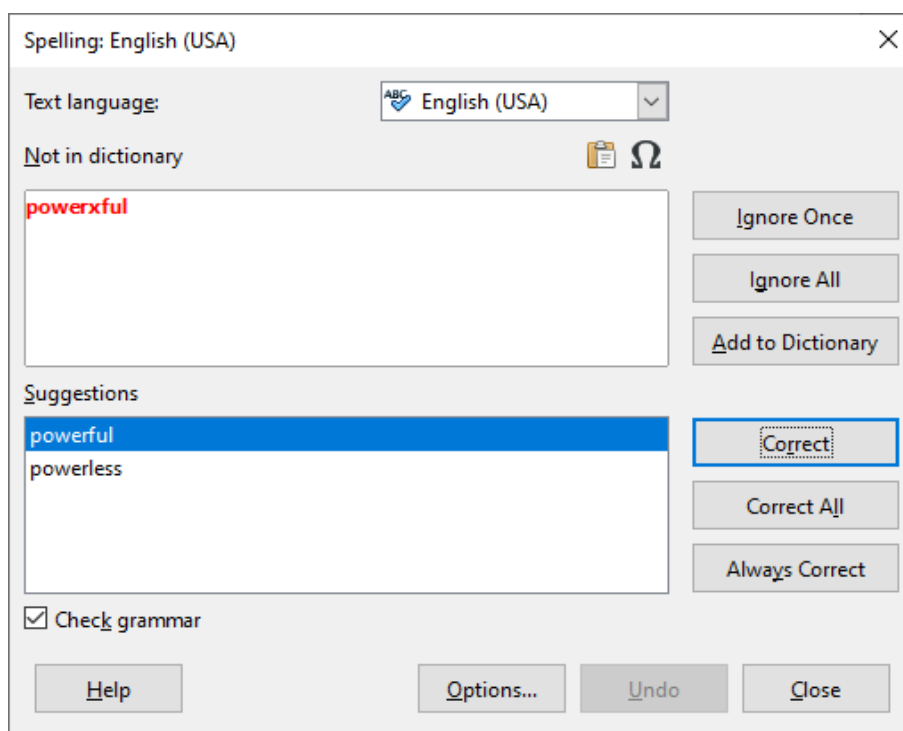 Spelling: English (USA)
Text language:
ABC English (USA)
Not in dictionary
Ω
powerxful
Ignore Once
Ignore All
Add to Dictionary
Suggestions
powerful
powerless
Correct
Correct All
Always Correct
Check grammar
Help
Options...
Undo
Close